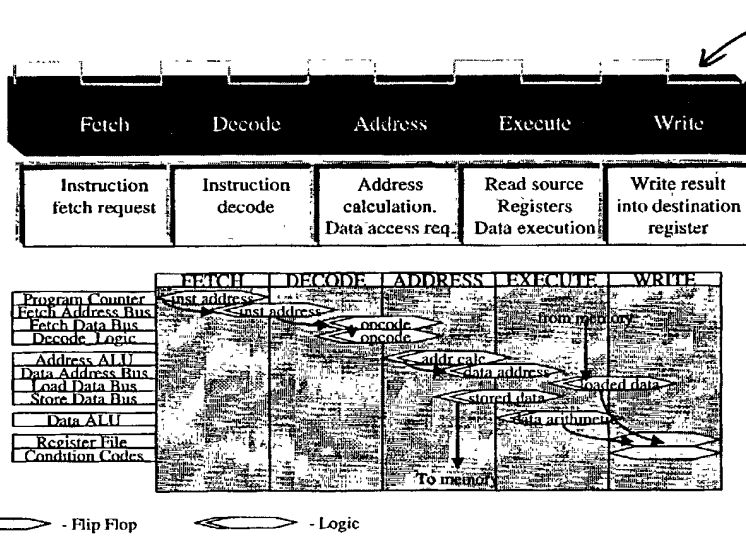 Fetch
Decode
Address
Execute
Write
Instruction
fetch request
Instruction
decode
Address
calculation.
Data access req.
Read source
Registers
Data execution
Write result
into destination
register
FETCH
DECODE
ADDRESS
EXECUTE
WRITE
Program Counter
Fetch Address Bus
Fetch Data Bus
Decode Logic
Address ALU
Data Address Bus
Load Data Bus
Store Data Bus
Data ALU
Register File
Condition Codes
inst address
inst address
opcode
opcode
addr calc
data address
from memory
loaded data
stored data
data arithmetic
To memory
- Flip Flop
- Logic